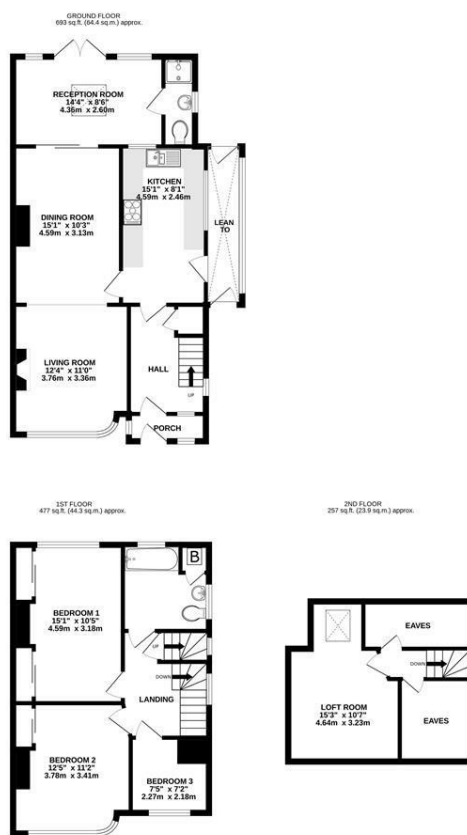 GROUND FLOOR
693 sq.ft. (64.4 sq.m.) approx.
RECEPTION ROOM
14'4" x 8'6"
4.36m x 2.60m
KITCHEN
15'1" x 8'1"
4.59m x 2.46m
DINING ROOM
15'1" x 10'3"
4.59m x 3.13m
LEAN
TO
LIVING ROOM
12'4" x 11'0"
3.76m x 3.36m
HALL
UP
PORCH
1ST FLOOR
477 sq.ft. (44.3 sq.m.) approx.
B
BEDROOM 1
15'1" x 10'5"
4.59m x 3.18m
UP
DOWN
LANDING
BEDROOM 2
12'5" x 11'2"
3.78m x 3.41m
BEDROOM 3
7'5" x 7'2"
2.27m x 2.18m
2ND FLOOR
257 sq.ft. (23.9 sq.m.) approx.
EAVES
DOWN
LOFT ROOM
15'3" x 10'7"
4.64m x 3.23m
EAVES